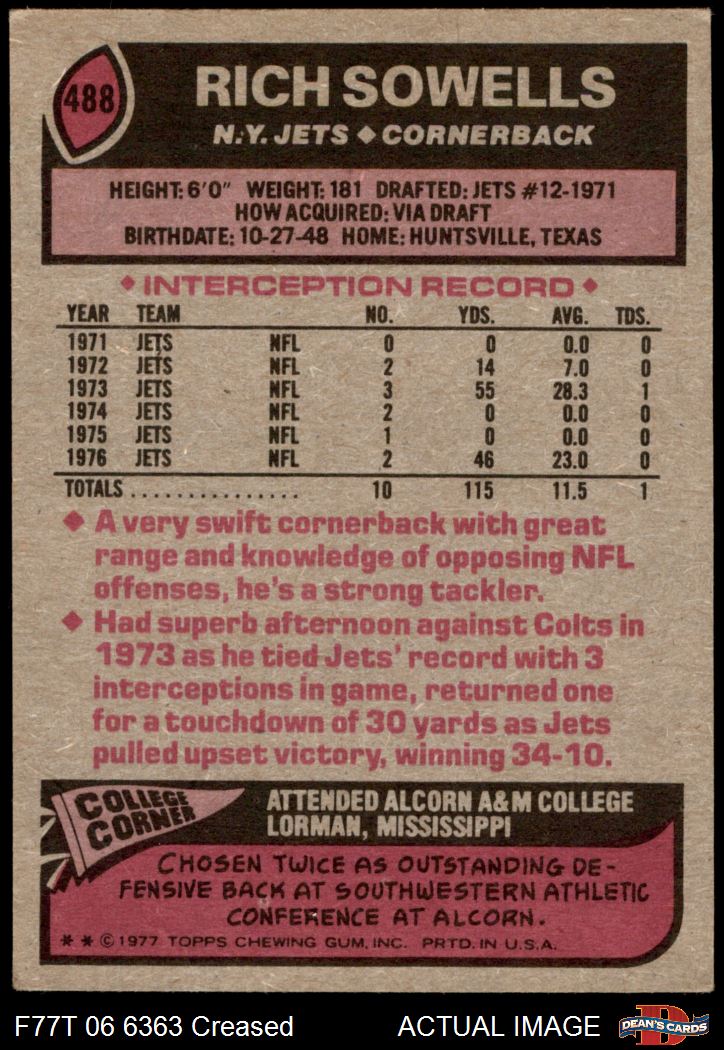 488
RICH SOWELLS
N.Y. JETS ◆ CORNERBACK
HEIGHT: 6'0" WEIGHT: 181 DRAFTED: JETS #12-1971
HOW ACQUIRED: VIA DRAFT
BIRTHDATE: 10-27-48 HOME: HUNTSVILLE, TEXAS
◆ INTERCEPTION RECORD ◆
YEAR TEAM NO. YDS. AVG. TDS.
1971 JETS NFL 0 0 0.0 0
1972 JETS NFL 2 14 7.0 0
1973 JETS NFL 3 55 28.3 1
1974 JETS NFL 2 0 0.0 0
1975 JETS NFL 1 0 0.0 0
1976 JETS NFL 2 46 23.0 0
TOTALS ............... 10 115 11.5 1
◆ A very swift cornerback with great
range and knowledge of opposing NFL
offenses, he's a strong tackler.
◆ Had superb afternoon against Colts in
1973 as he tied Jets' record with 3
interceptions in game, returned one
for a touchdown of 30 yards as Jets
pulled upset victory, winning 34-10.
COLLEGE
CORNER
ATTENDED ALCORN A&M COLLEGE
LORMAN, MISSISSIPPI
CHOSEN TWICE AS OUTSTANDING DE-
FENSIVE BACK AT SOUTHWESTERN ATHLETIC
CONFERENCE AT ALCORN.
* * © 1977 TOPPS CHEWING GUM, INC. PRTD. IN U.S.A.
F77T 06 6363 Creased ACTUAL IMAGE
D
DEAN'S CARDS